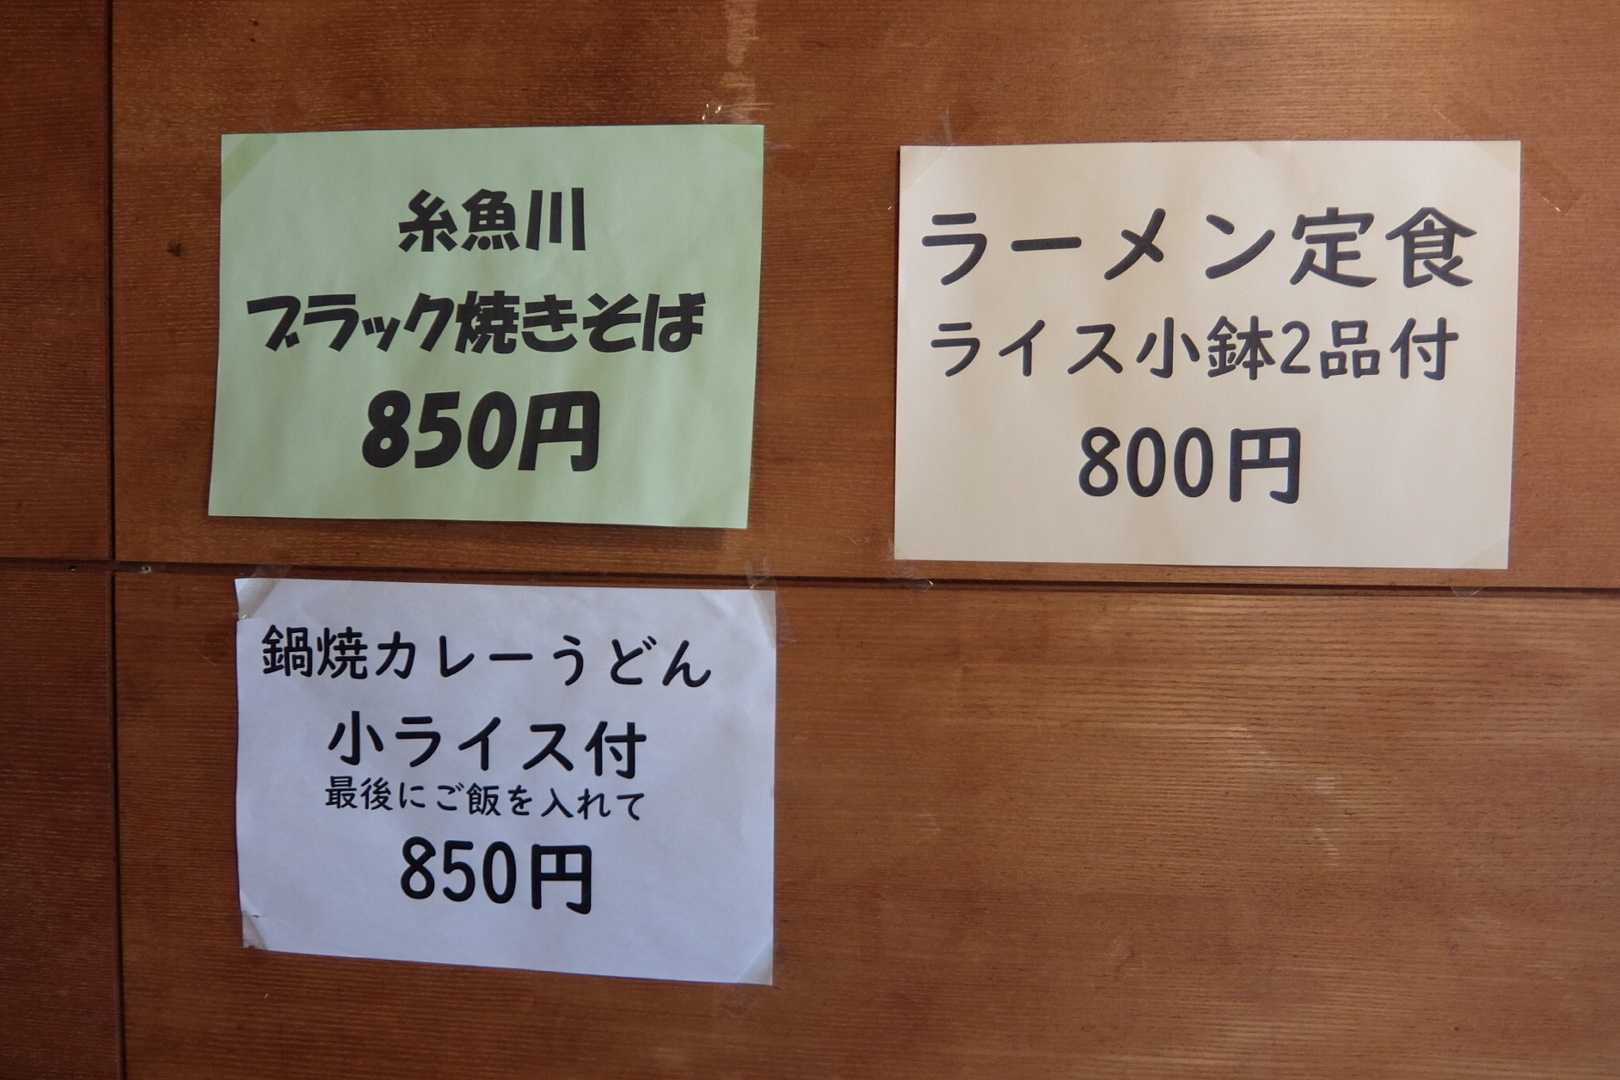 糸魚川
ブラック焼きそば
850円
ラーメン定食
ライス小鉢2品付
800円
鍋焼カレーうどん
小ライス付
最後にご飯を入れて
850円